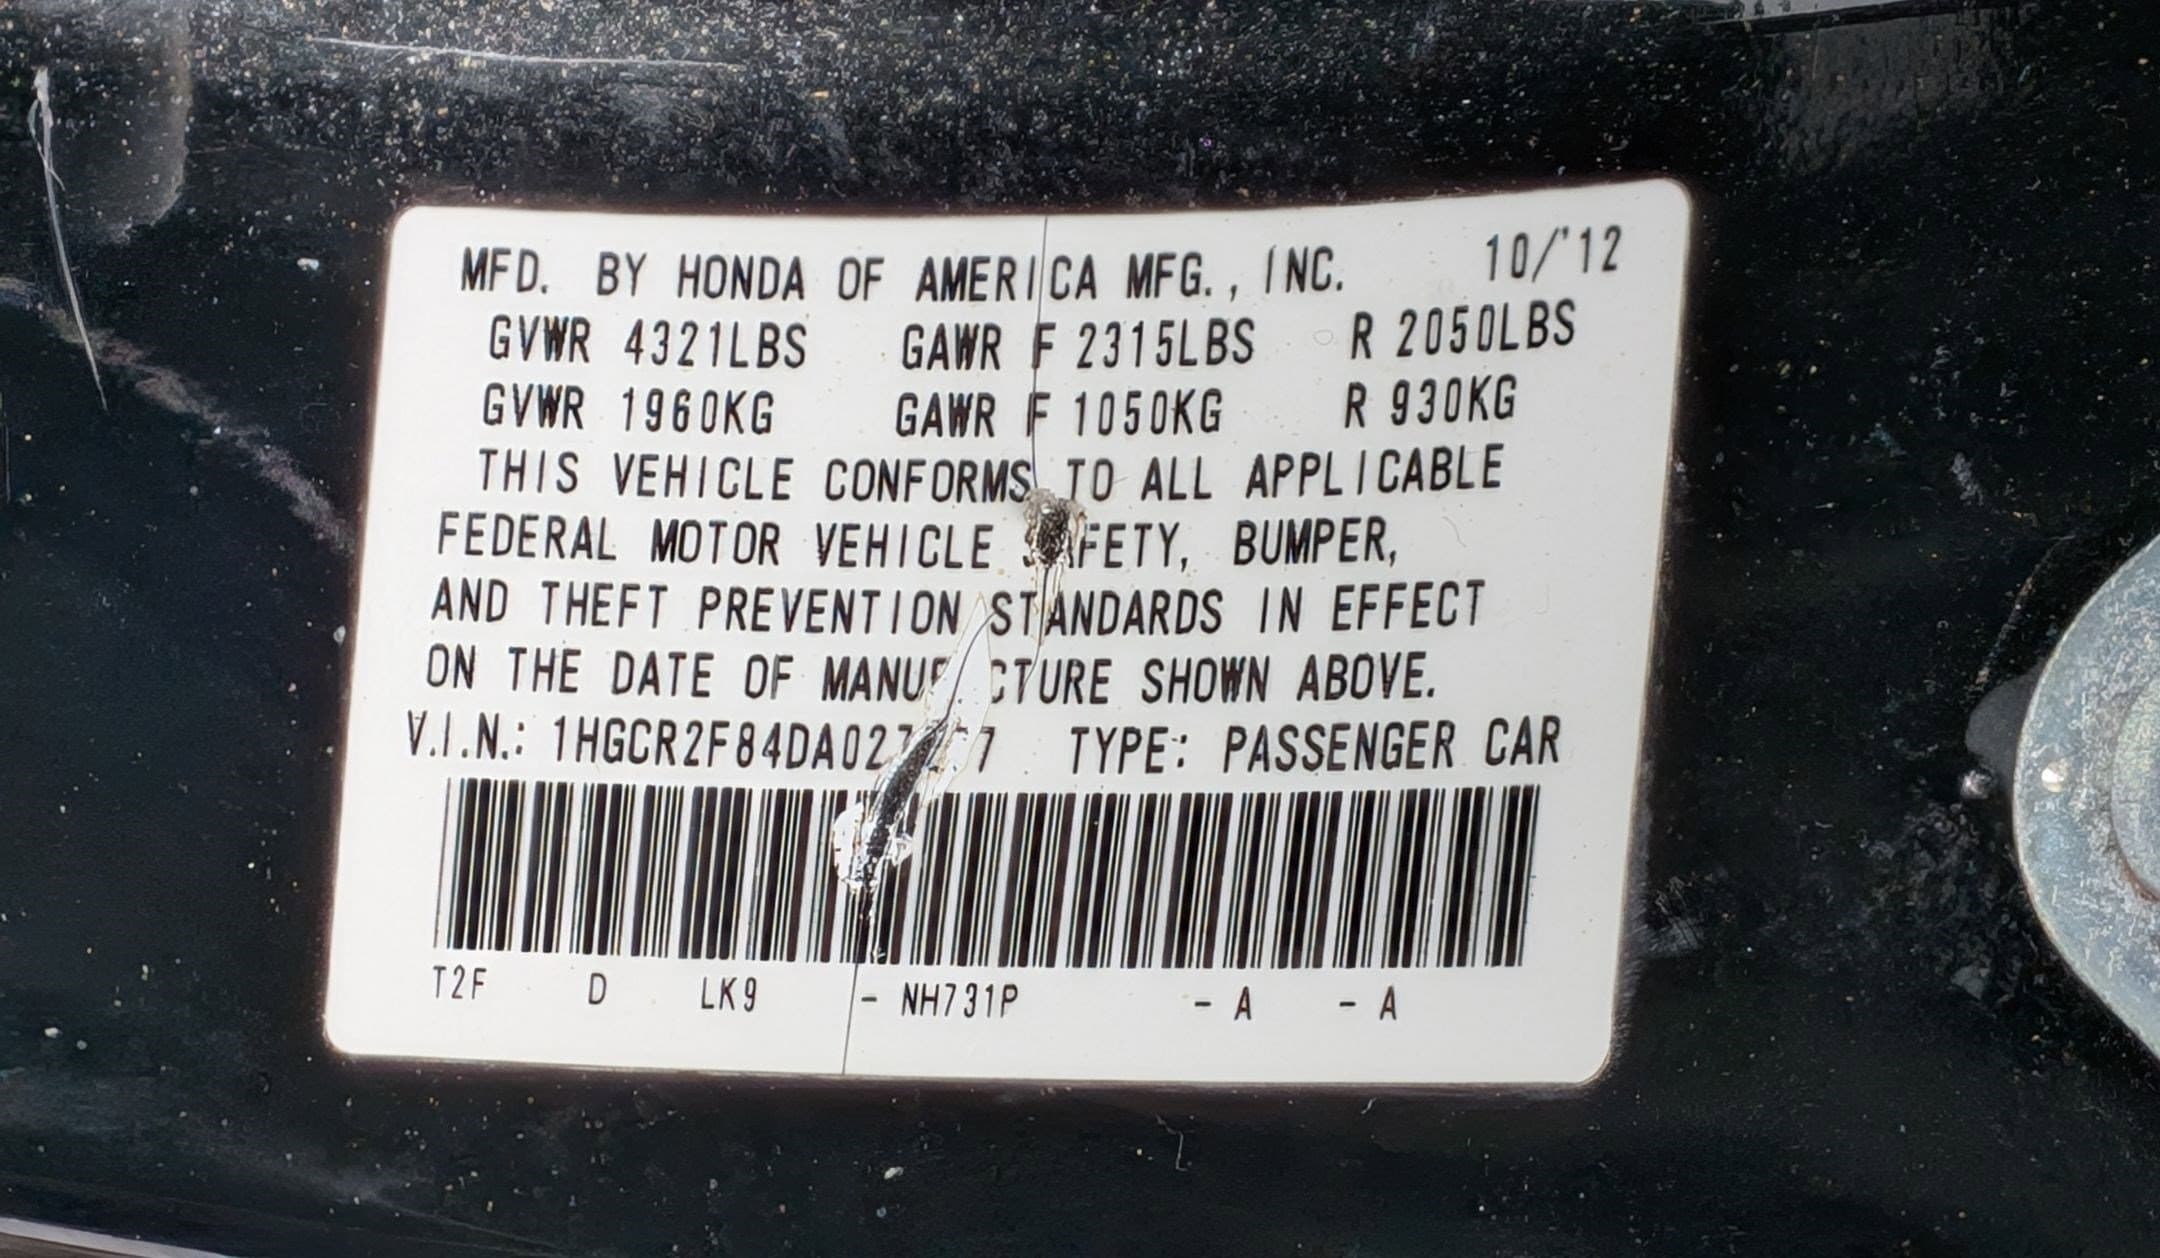 MFD. BY HONDA OF AMERICA MFG., INC. 10/'12
GVWR 4321LBS GAWR F 2315LBS R 2050LBS
GVWR 1960KG GAWR F 1050KG R 930KG
THIS VEHICLE CONFORMS TO ALL APPLICABLE
FEDERAL MOTOR VEHICLE SAFETY, BUMPER,
AND THEFT PREVENTION STANDARDS IN EFFECT
ON THE DATE OF MANUFACTURE SHOWN ABOVE.
V.I.N.: TYPE: PASSENGER CAR
T2F D LK9 - NH731P - A - A